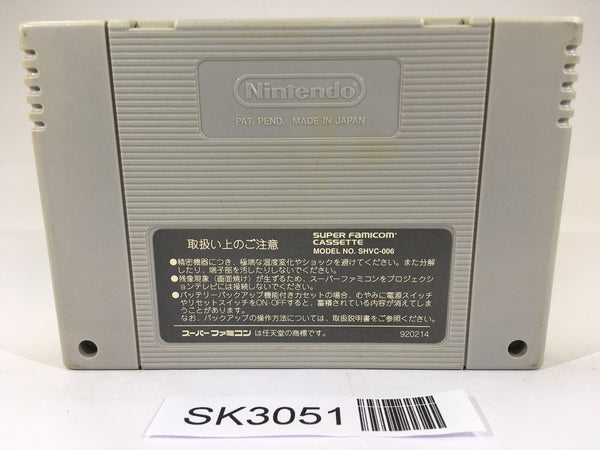 Nintendo
PAT. PEND. MADE IN JAPAN
取扱い上のご注意
SUPER Famicom
CASSETTE
MODEL NO. SHVC-006
●精密機器につき、極端な温度変化やショックを避けてください。また分解
したり、端子部を汚したりしないでください。
●残像現象（画面焼け）が生ずるため、スーパーファミコンをプロジェクシ
ョンテレビには接続しないでください。
●バッテリーバックアップ機能付きカセットの場合、むやみに電源スイッチ
やリセットスイッチをON・OFFすると、蓄積されている内容が消えてしま
うことがあります。
なお、バックアップの操作方法については、取扱説明書をご参照ください。
スーパーファミコン は任天堂の商標です。
920214
SK3051